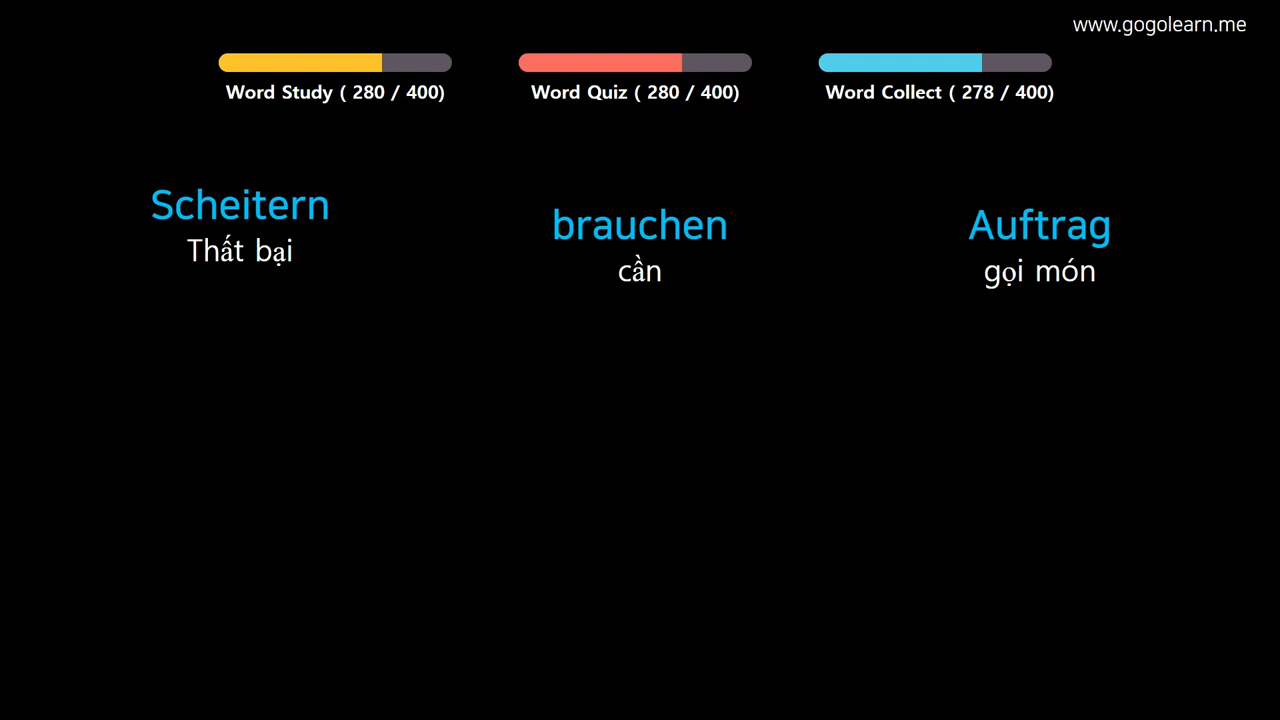 www.gogolearn.me
Word Study ( 280 / 400)
Word Quiz ( 280 / 400)
Word Collect ( 278 / 400)
Scheitern
Thất bại
brauchen
cần
Auftrag
gọi món